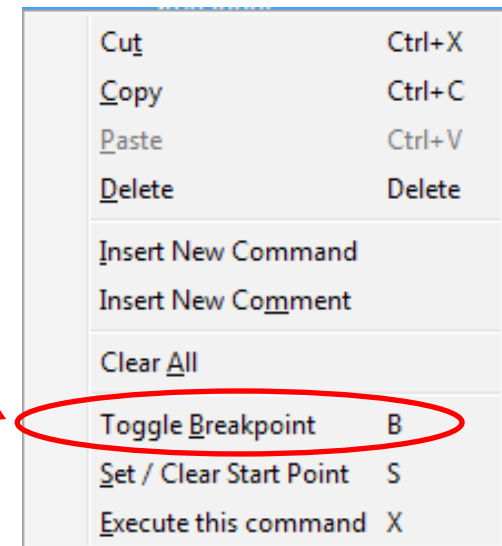 Cut Ctrl+X
Copy Ctrl+C
Paste Ctrl+V
Delete Delete
Insert New Command
Insert New Comment
Clear All
Toggle Breakpoint B
Set / Clear Start Point S
Execute this command X